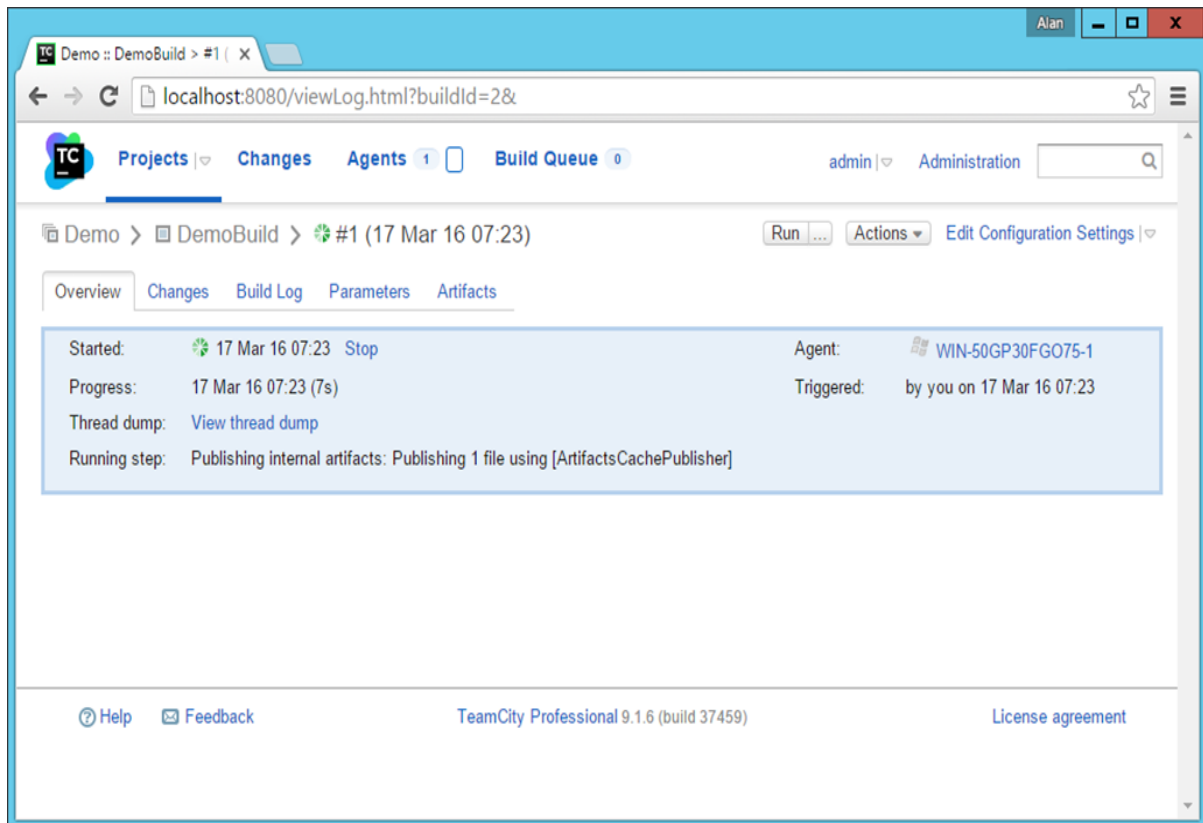 Alan
TC Demo :: DemoBuild > #1 (
localhost:8080/viewLog.html?buildId=2&
TC Projects Changes Agents 1 Build Queue 0 admin Administration
Demo > DemoBuild > #1 (17 Mar 16 07:23) Run ... Actions Edit Configuration Settings
Overview Changes Build Log Parameters Artifacts
Started: 17 Mar 16 07:23 Stop Agent: WIN-50GP30FGO75-1
Progress: 17 Mar 16 07:23 (7s) Triggered: by you on 17 Mar 16 07:23
Thread dump: View thread dump
Running step: Publishing internal artifacts: Publishing 1 file using [ArtifactsCachePublisher]
Help Feedback TeamCity Professional 9.1.6 (build 37459) License agreement